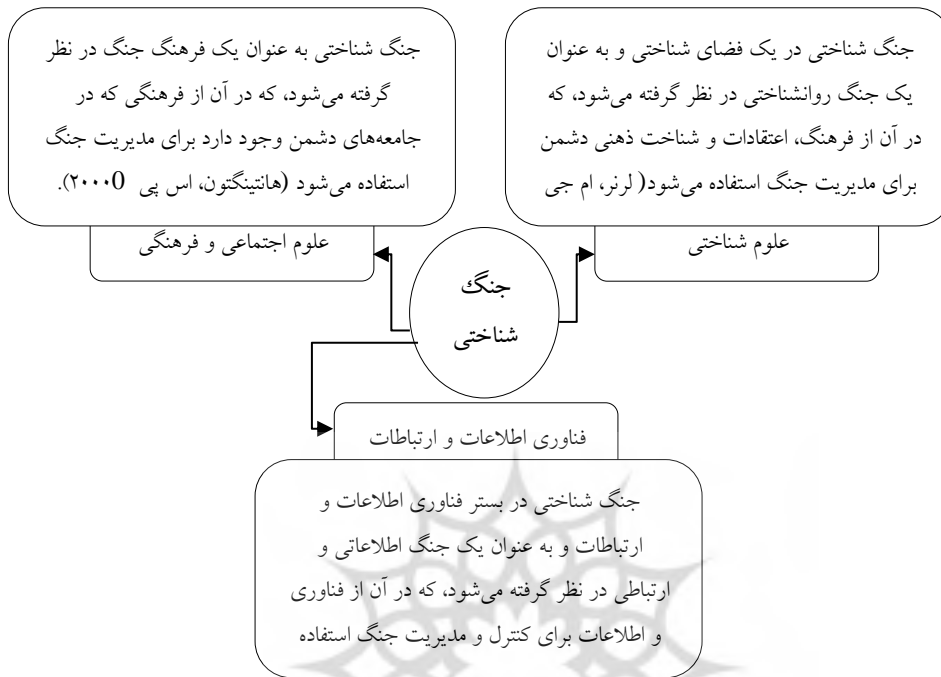 جنگ شناختی در یک فضای شناختی و به عنوان
یک جنگ روانشناختی در نظر گرفته می‌شود، که
در آن از فرهنگ، اعتقادات و شناخت ذهنی دشمن
برای مدیریت جنگ استفاده می‌شود( لرنر، ام جی
علوم شناختی
جنگ شناختی به عنوان یک فرهنگ جنگ در نظر
گرفته می‌شود، که در آن از فرهنگی که در
جامعه‌های دشمن وجود دارد برای مدیریت جنگ
استفاده می‌شود (هانتینگتون، اس پی 0۲۰۰۰).
علوم اجتماعی و فرهنگی
جنگ
شناختی
فناوری اطلاعات و ارتباطات
جنگ شناختی در بستر فناوری اطلاعات و
ارتباطات و به عنوان یک جنگ اطلاعاتی و
ارتباطی در نظر گرفته می‌شود، که در آن از فناوری
و اطلاعات برای کنترل و مدیریت جنگ استفاده